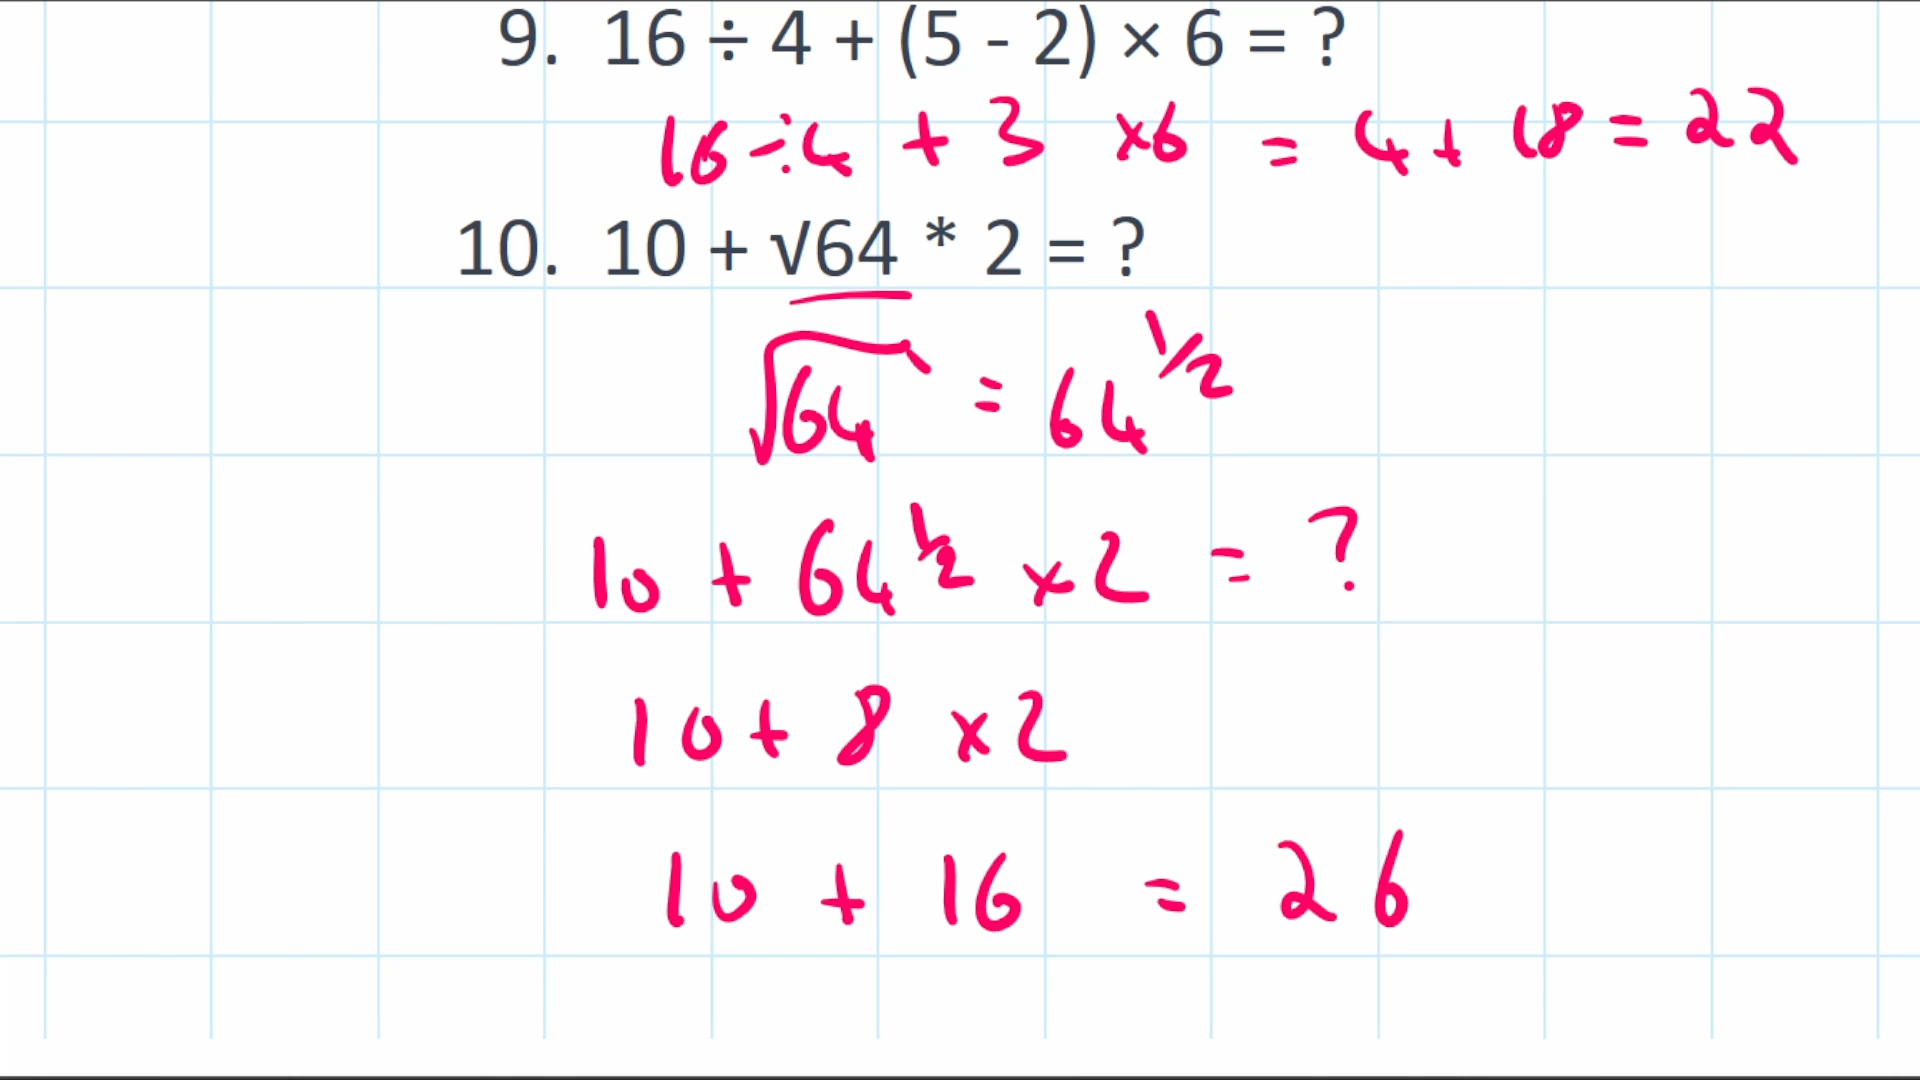 9. 16 ÷ 4 + (5 - 2) × 6 = ?
16 ÷ 4 + 3 × 6 = 4 + 18 = 22
10. 10 + √64 * 2 = ?
√64 = 64^1/2
10 + 64^1/2 × 2 = ?
10 + 8 × 2
10 + 16 = 26